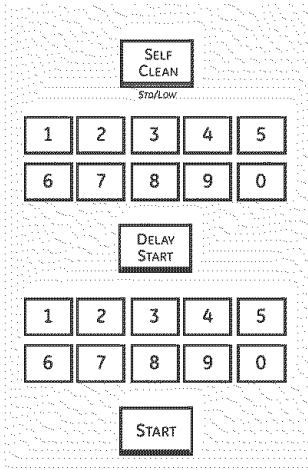 SELF
CLEAN
STD/LOW
1 2 3 4 5
6 7 8 9 0
DELAY
START
1 2 3 4 5
6 7 8 9 0
START